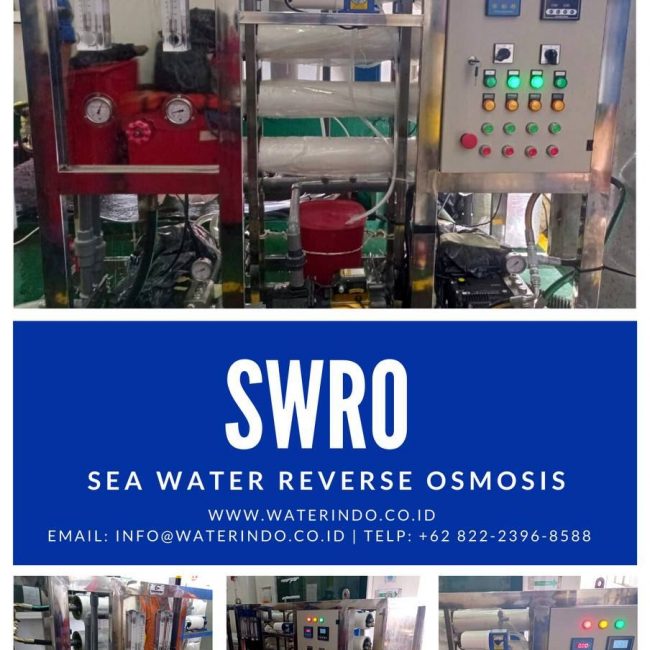 SWRO
SEA WATER REVERSE OSMOSIS
WWW.WATERINDO.CO.ID
EMAIL: INFO@WATERINDO.CO.ID | TELP: +62 822-2396-8588